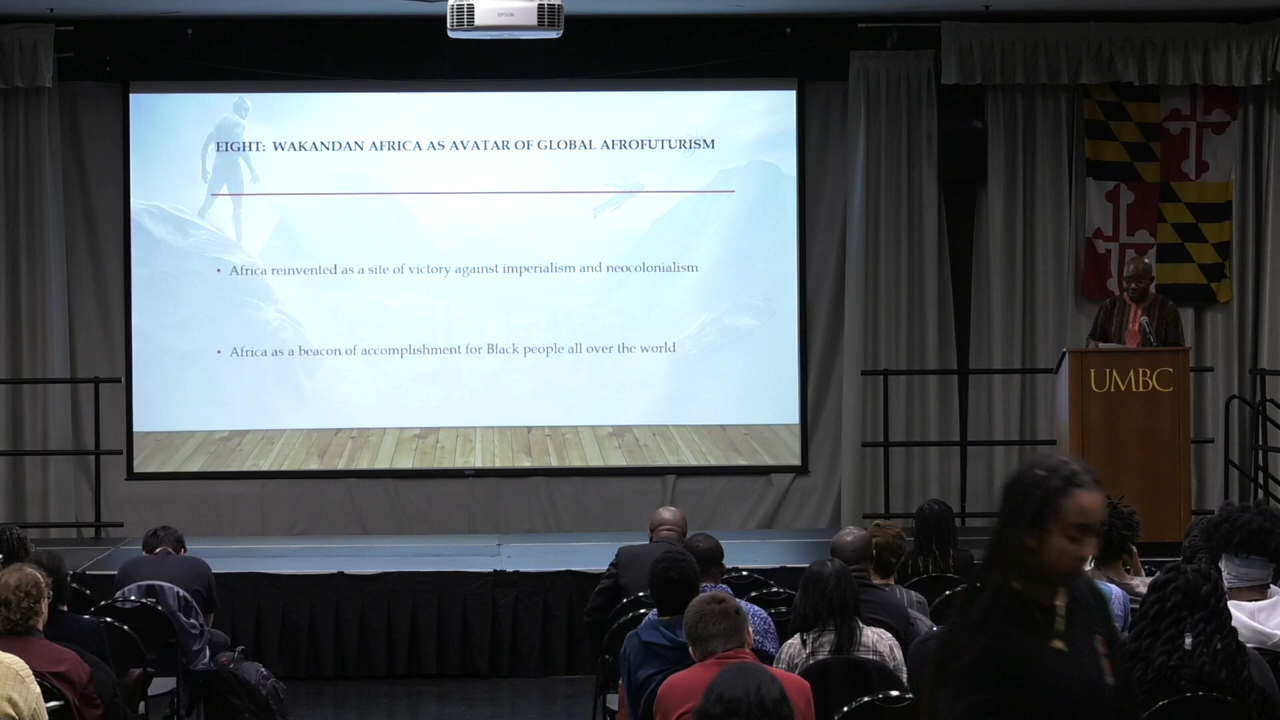 EPSON
EIGHT: WAKANDAN AFRICA AS AVATAR OF GLOBAL AFROFUTURISM
• Africa reinvented as a site of victory against imperialism and neocolonialism
• Africa as a beacon of accomplishment for Black people all over the world
UMBC